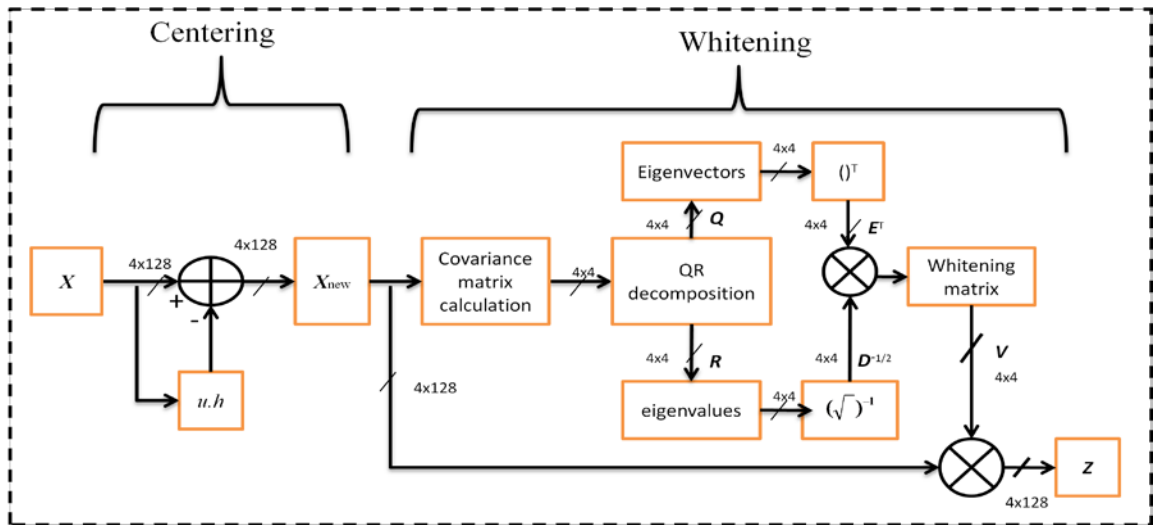 Centering
Whitening
4x4
Eigenvectors
()ᵀ
4x4
Q
4x4
Eᵀ
X
4x128
+
-
4x128
Xnew
Covariance
matrix
calculation
4x4
QR
decomposition
Whitening
matrix
u.h
4x128
4x4
R
4x4
D⁻¹/²
V
4x4
eigenvalues
4x4
(√ )⁻¹
Z
4x128